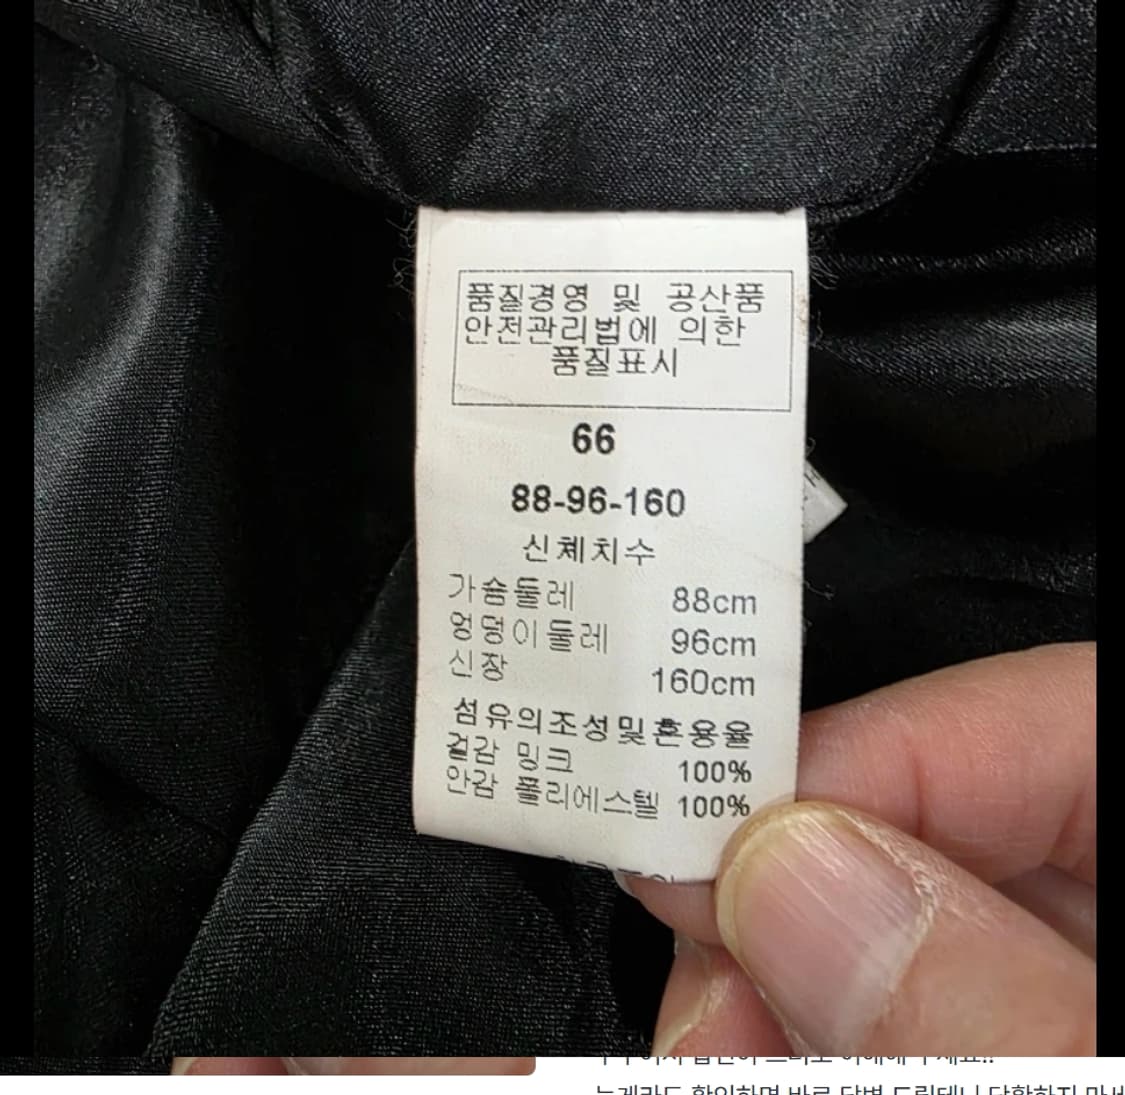 품질경영 및 공산품
안전관리법에 의한
품질표시
66
88-96-160
신체치수
가슴둘레 88cm
엉덩이둘레 96cm
신장 160cm
섬유의조성및혼용율
겉감 밍크 100%
안감 폴리에스텔 100%